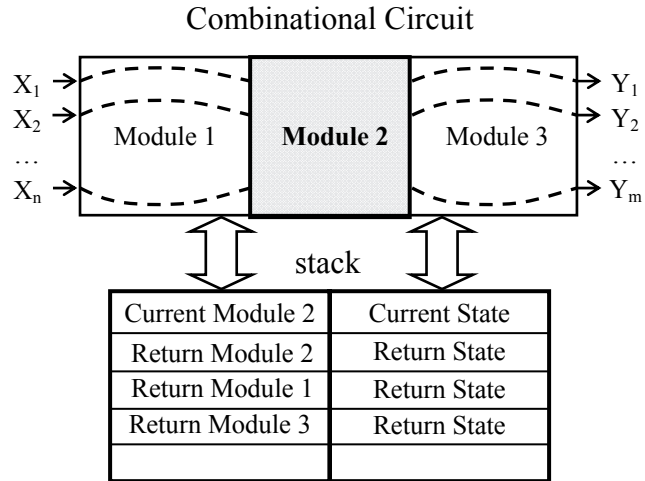 Combinational Circuit
X1 Y1
X2 Y2
Module 1 Module 2 Module 3
… …
Xn Ym
stack
Current Module 2 Current State
Return Module 2 Return State
Return Module 1 Return State
Return Module 3 Return State